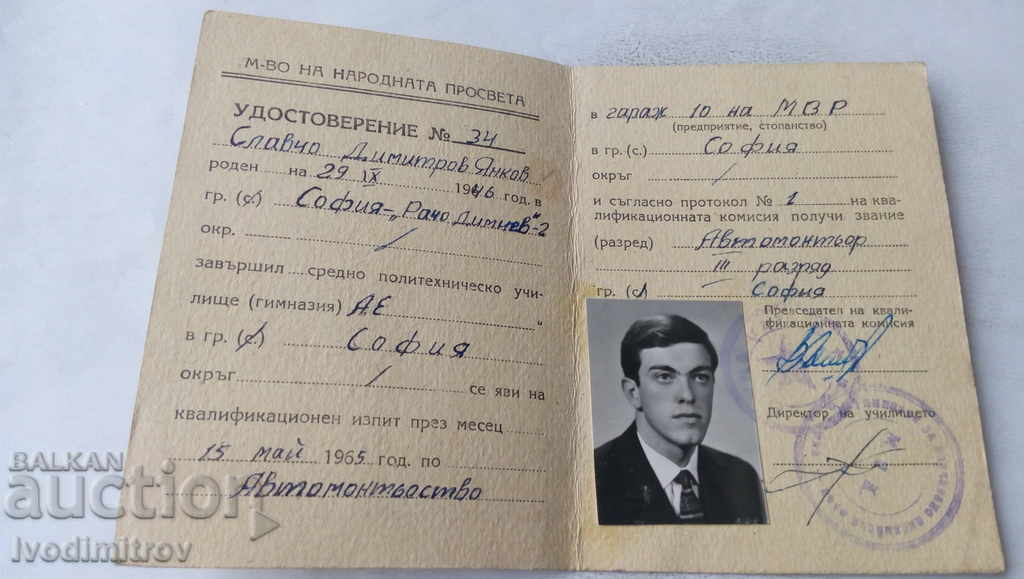 М-ВО НА НАРОДНАТА ПРОСВЕТА
УДОСТОВЕРЕНИЕ № 34
Славчо Димитров Янков
роден на 29 IX 1946 год. в
гр. (с) София - „Рачо Димчев"-2
окр. /
завършил средно политехническо учи-
лище (гимназия) АЕ "
в гр. (с) София
окръг / се яви на
квалификационен изпит през месец
15 май 1965 год. по
Автомонтьорство
в гараж 10 на МВР
(предприятие, стопанство)
в гр. (с.) София
окръг /
и съгласно протокол № 1 на ква-
лификационната комисия получи звание
(разред) Автомонтьор
III разряд
гр. (с) София
Председател на квали-
фикационната комисия
Директор на училището
BALKAN
auction
Ivodimitrov